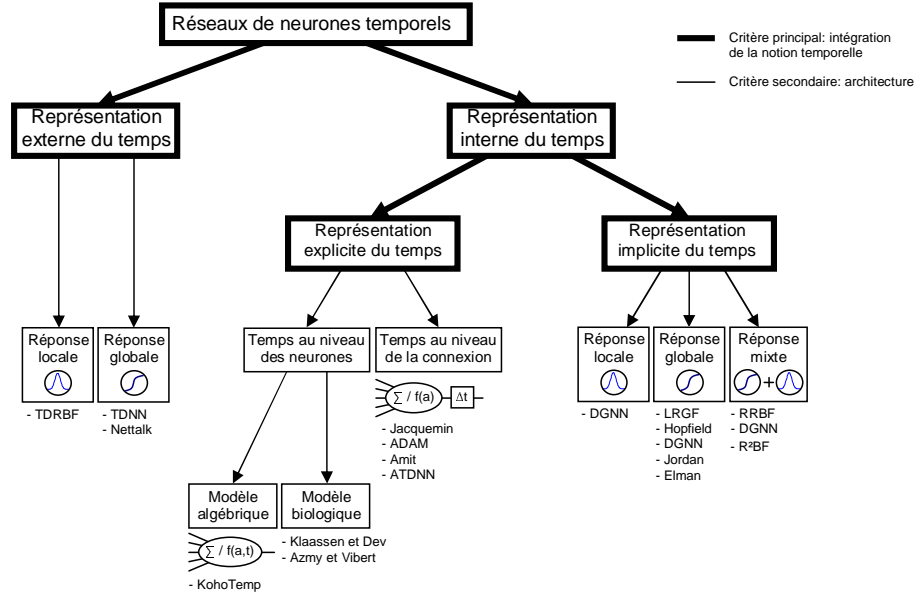 Réseaux de neurones temporels
Critère principal: intégration
de la notion temporelle
Critère secondaire: architecture
Représentation
externe du temps
Représentation
interne du temps
Représentation
explicite du temps
Représentation
implicite du temps
Réponse
locale
- TDRBF
Réponse
globale
- TDNN
- Nettalk
Temps au niveau
des neurones
Temps au niveau
de la connexion
∑ / f(a)
Δt
- Jacquemin
- ADAM
- Amit
- ATDNN
Réponse
locale
- DGNN
Réponse
globale
- LRGF
- Hopfield
- DGNN
- Jordan
- Elman
Réponse
mixte
+
- RRBF
- DGNN
- R²BF
Modèle
algébrique
∑ / f(a,t)
- KohoTemp
Modèle
biologique
- Klaassen et Dev
- Azmy et Vibert